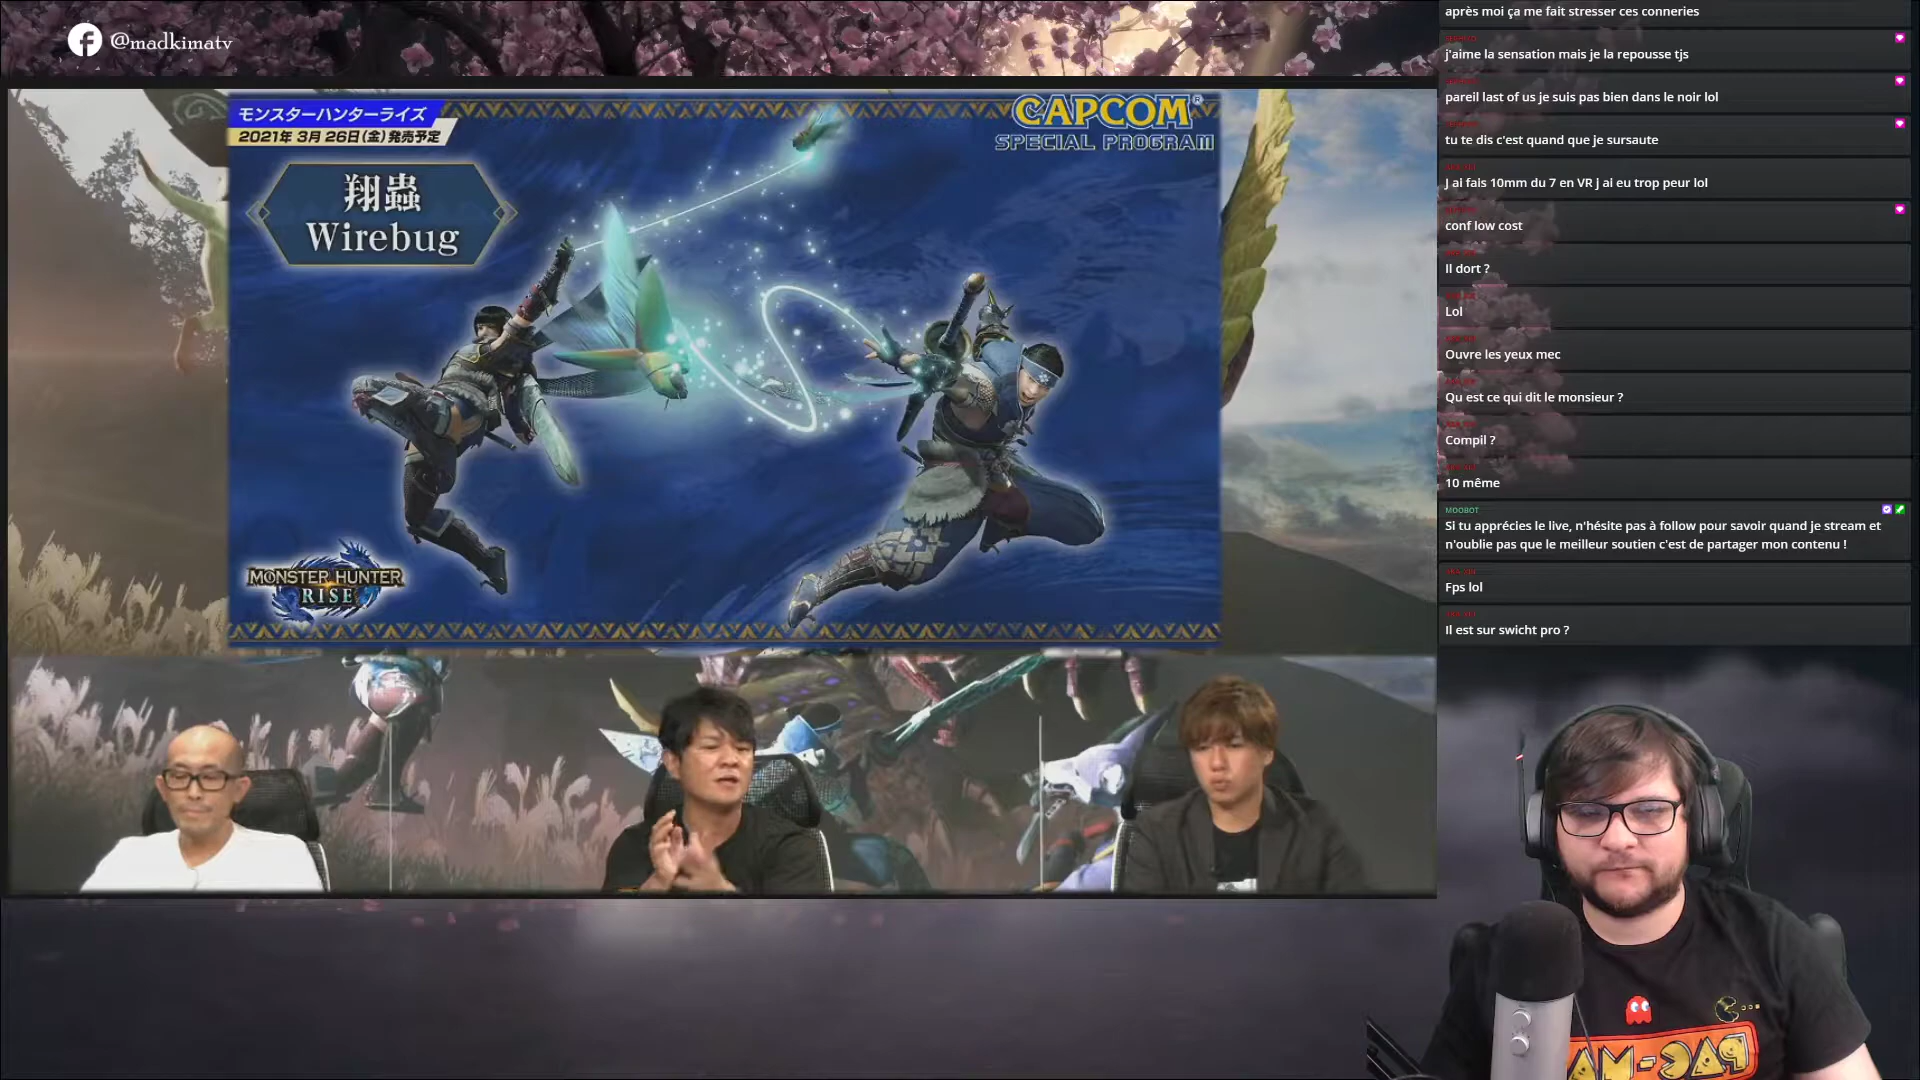 @madkimatv
モンスターハンターライズ
2021年 3月 26日(金)発売予定
CAPCOM
SPECIAL PROGRAM
翔蟲
Wirebug
MONSTER HUNTER
RISE
après moi ça me fait stresser ces conneries
j'aime la sensation mais je la repousse tjs
pareil last of us je suis pas bien dans le noir lol
tu te dis c'est quand que je sursaute
J ai fais 10mm du 7 en VR j ai eu trop peur lol
conf low cost
Il dort ?
Lol
Ouvre les yeux mec
Qu est ce qui dit le monsieur ?
Compil ?
10 même
MOOBOT
Si tu apprécies le live, n'hésite pas à follow pour savoir quand je stream et
n'oublie pas que le meilleur soutien c'est de partager mon contenu !
Fps lol
Il est sur swicht pro ?
PAC-MA